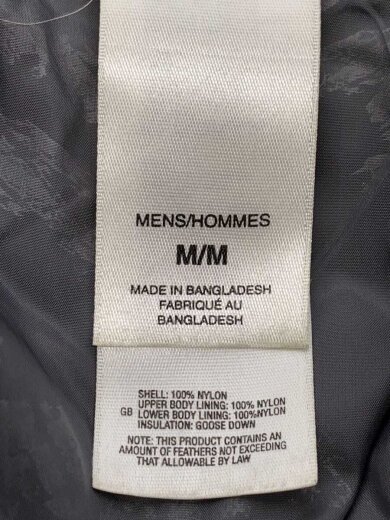 MENS/HOMMES
M/M
MADE IN BANGLADESH
FABRIQUÉ AU
BANGLADESH
SHELL: 100% NYLON
UPPER BODY LINING: 100% NYLON
GB LOWER BODY LINING: 100%NYLON
INSULATION: GOOSE DOWN
NOTE: THIS PRODUCT CONTAINS AN
AMOUNT OF FEATHERS NOT EXCEEDING
THAT ALLOWABLE BY LAW